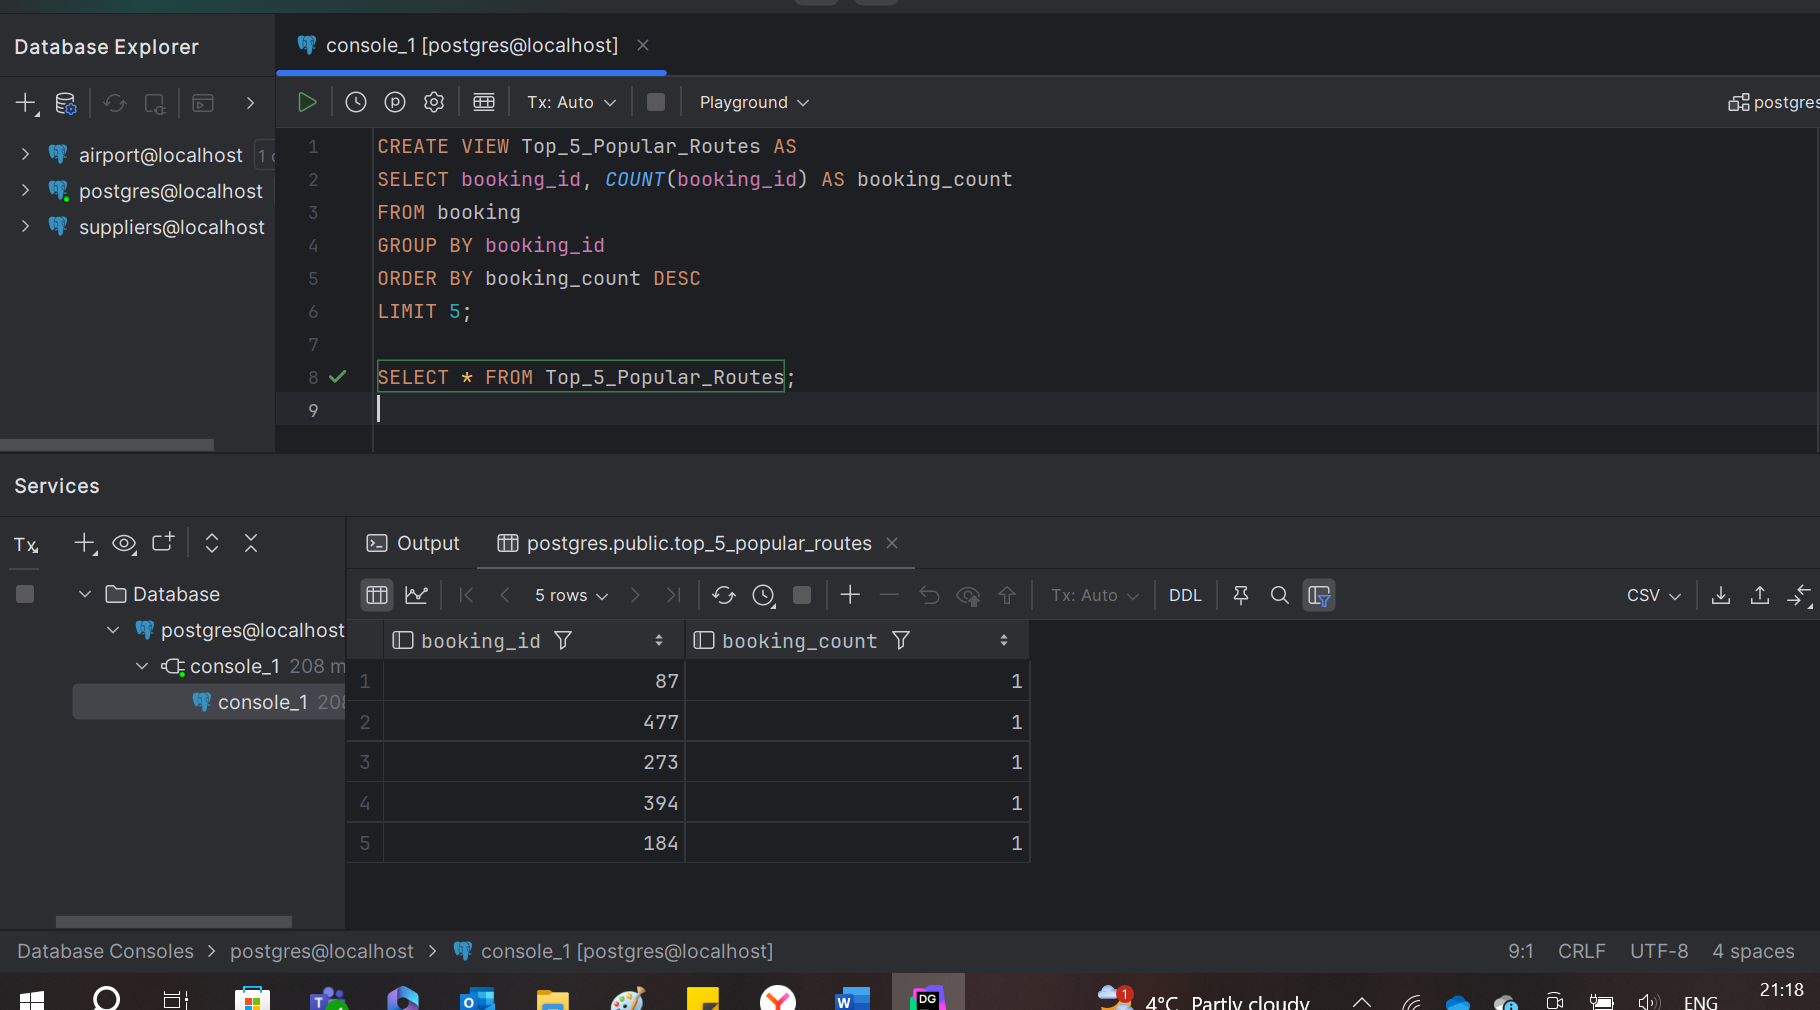 Database Explorer
console_1 [postgres@localhost]
Tx: Auto
Playground
airport@localhost
postgres@localhost
suppliers@localhost
1 CREATE VIEW Top_5_Popular_Routes AS
2 SELECT booking_id, COUNT(booking_id) AS booking_count
3 FROM booking
4 GROUP BY booking_id
5 ORDER BY booking_count DESC
6 LIMIT 5;
7
8 SELECT * FROM Top_5_Popular_Routes;
9
Services
Tx
Output
postgres.public.top_5_popular_routes
Database
postgres@localhost
console_1
console_1
5 rows
Tx: Auto
DDL
CSV
booking_id booking_count
1 87 1
2 477 1
3 273 1
4 394 1
5 184 1
Database Consoles > postgres@localhost > console_1 [postgres@localhost]
9:1 CRLF UTF-8 4 spaces
DG
1
4°C Partly cloudy
ENG
21:18